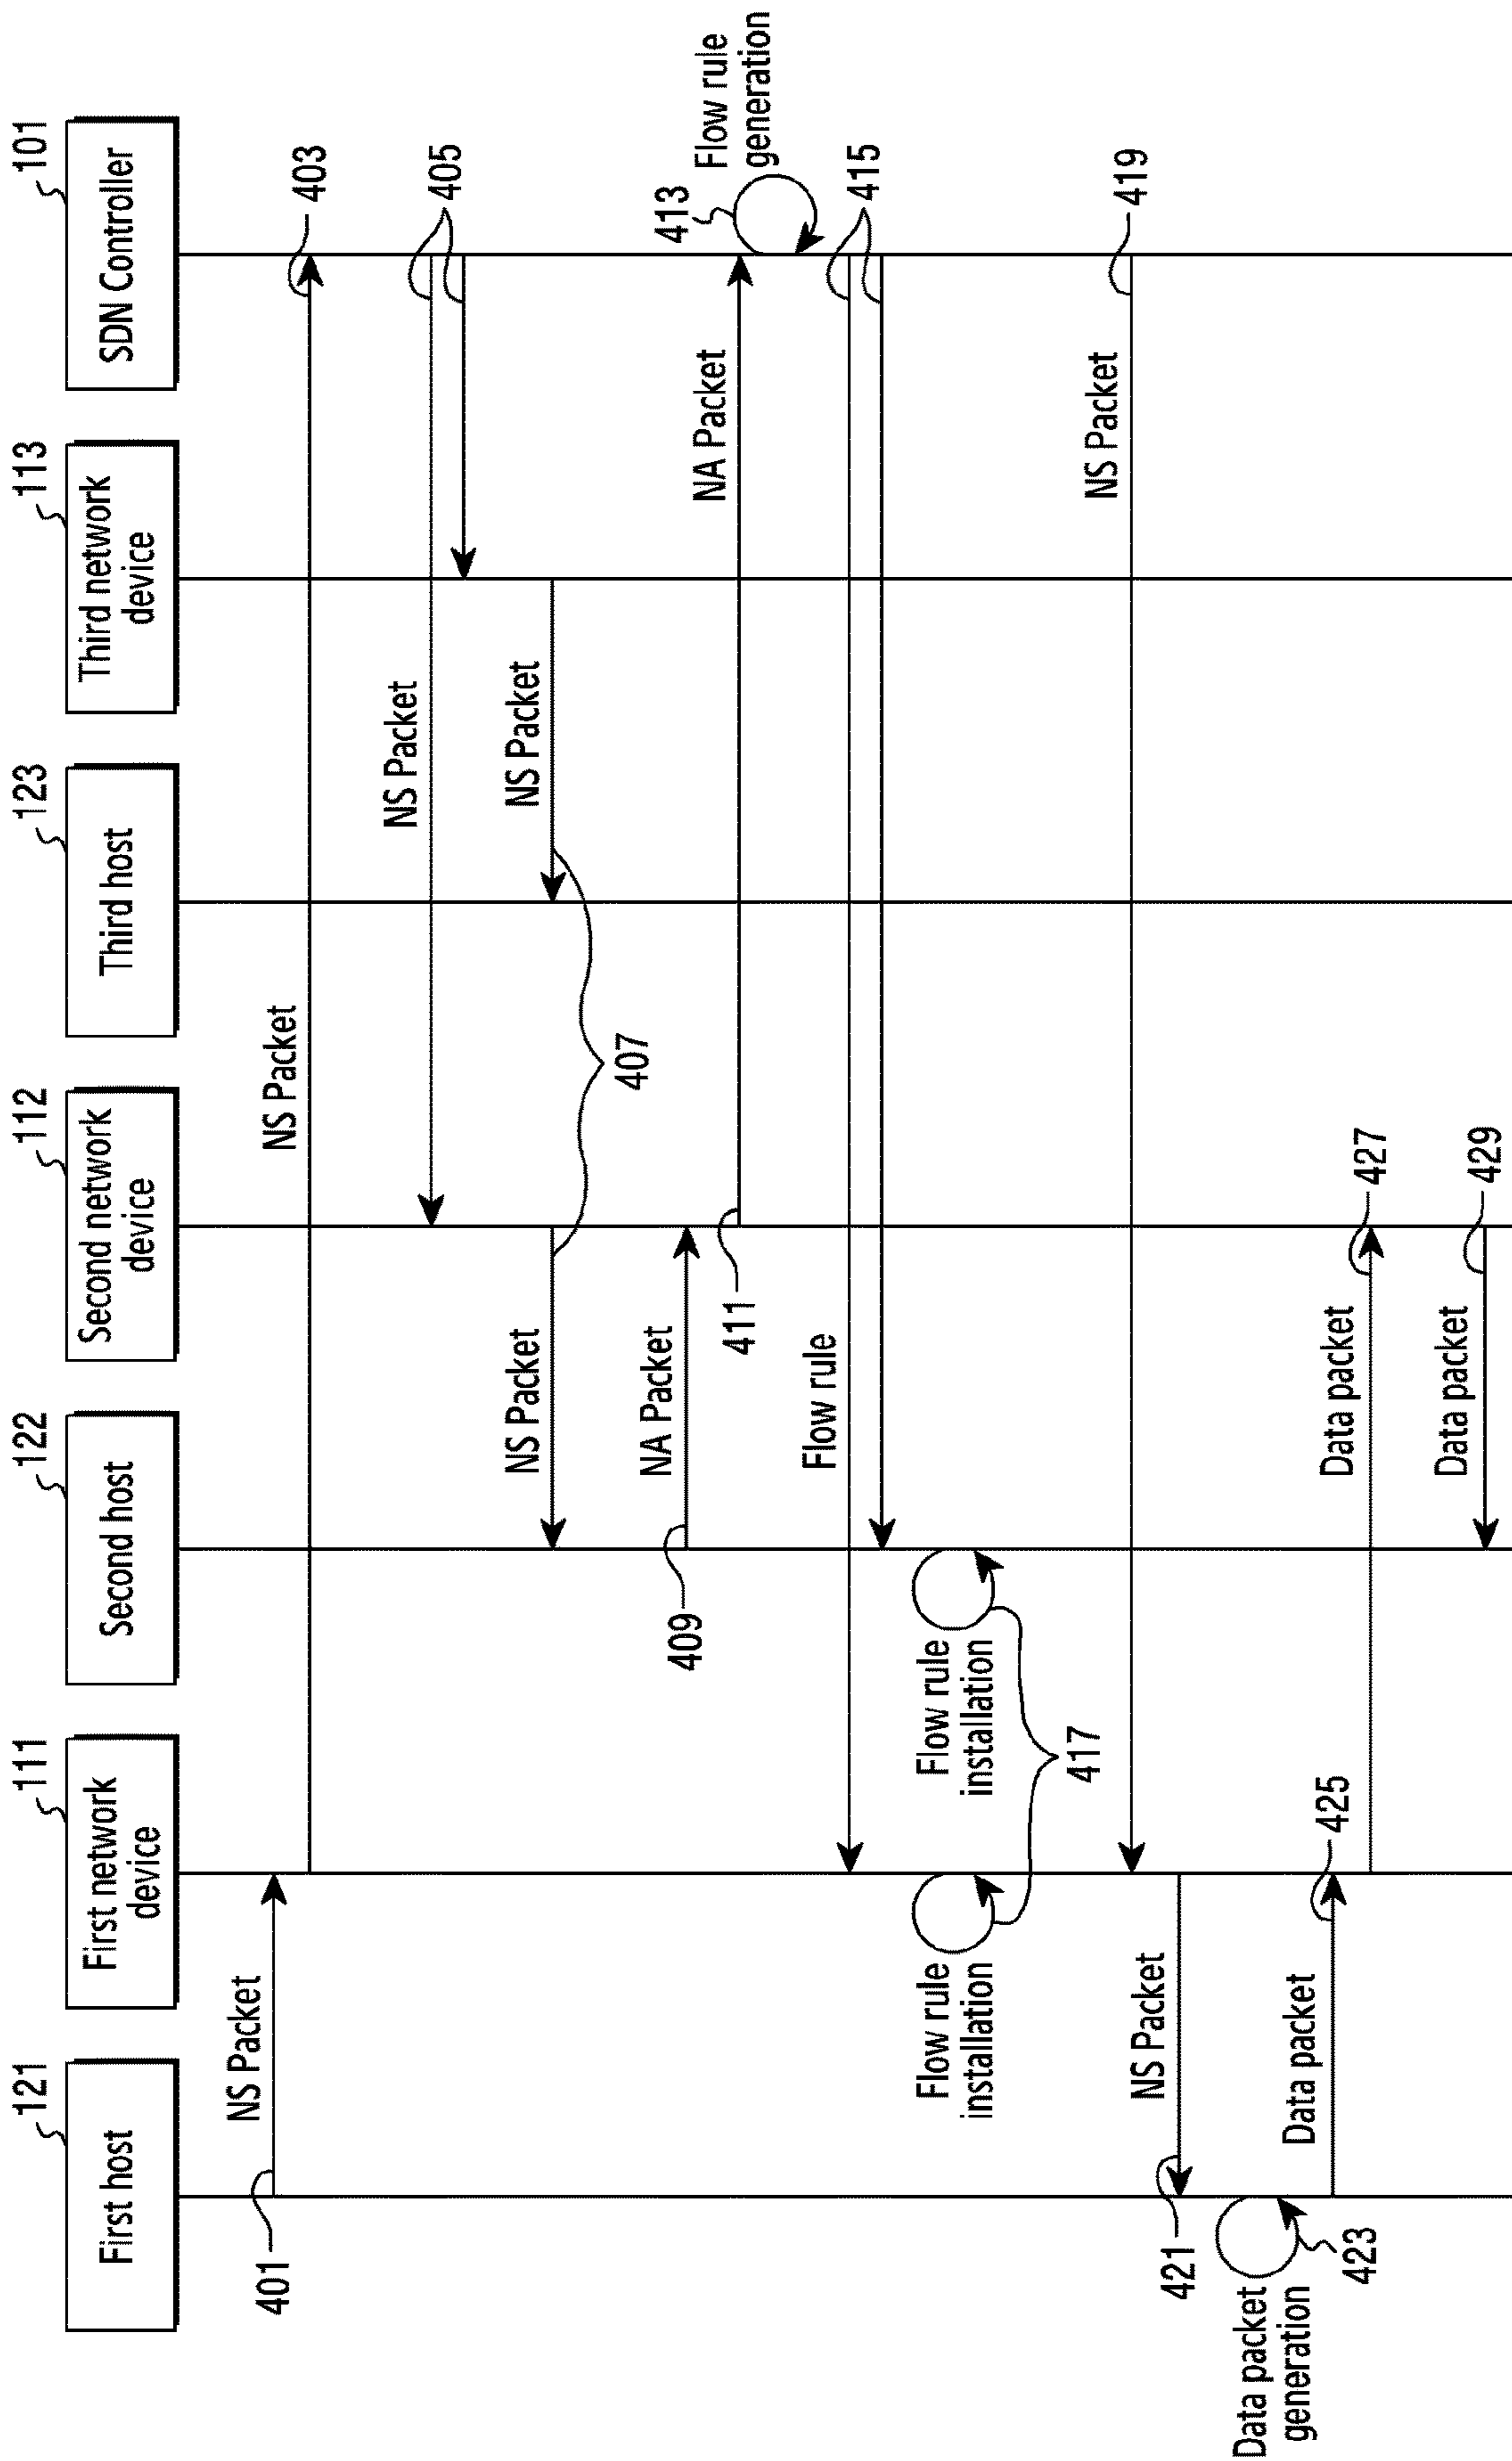 121
111
122
112
123
113
101
First host
First network
device
Second host
Second network
device
Third host
Third network
device
SDN Controller
401
NS Packet
NS Packet
403
NS Packet
405
NS Packet
NS Packet
407
409
NA Packet
411
NA Packet
413
Flow rule
generation
Flow rule
415
Flow rule
installation
Flow rule
installation
417
NS Packet
419
421
NS Packet
Data packet
generation
423
Data packet
425
Data packet
427
Data packet
429